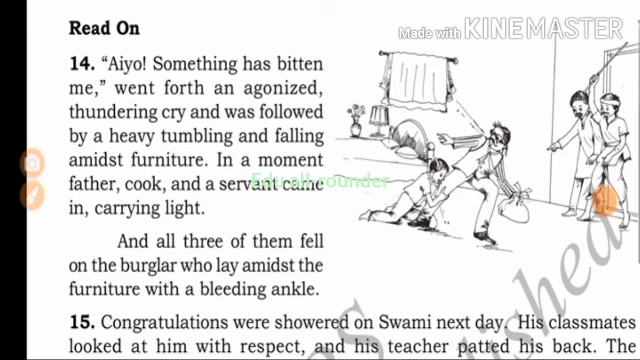 Made with KINEMASTER
Read On
14. “Aiyo! Something has bitten
me,” went forth an agonized,
thundering cry and was followed
by a heavy tumbling and falling
amidst furniture. In a moment
father, cook, and a servant came
in, carrying light.
Edu all rounder
And all three of them fell
on the burglar who lay amidst the
furniture with a bleeding ankle.
15. Congratulations were showered on Swami next day. His classmates
looked at him with respect, and his teacher patted his back. The